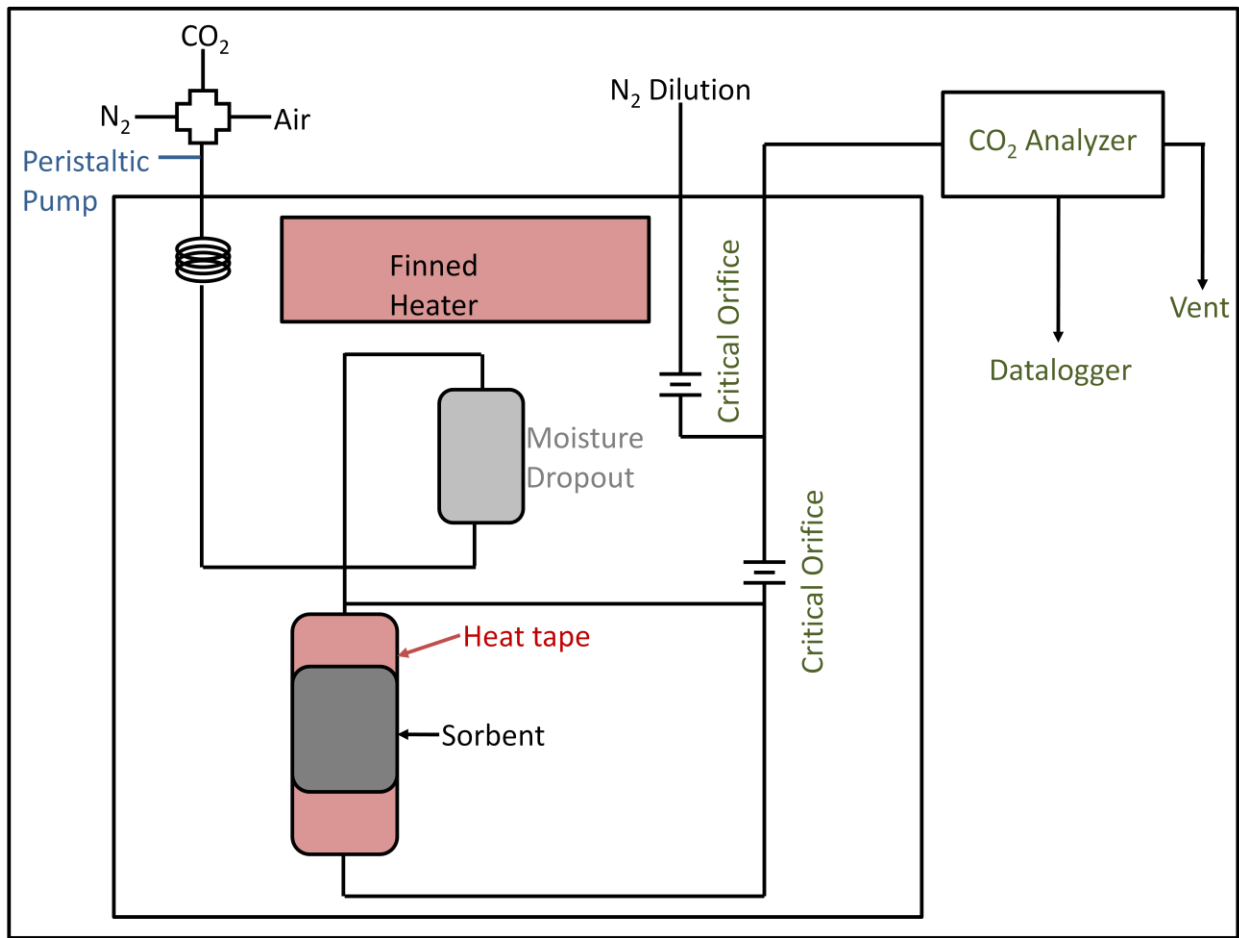 CO₂
N₂
Air
Peristaltic
Pump
N₂ Dilution
CO₂ Analyzer
Finned
Heater
Critical Orifice
Vent
Datalogger
Moisture
Dropout
Critical Orifice
Heat tape
Sorbent